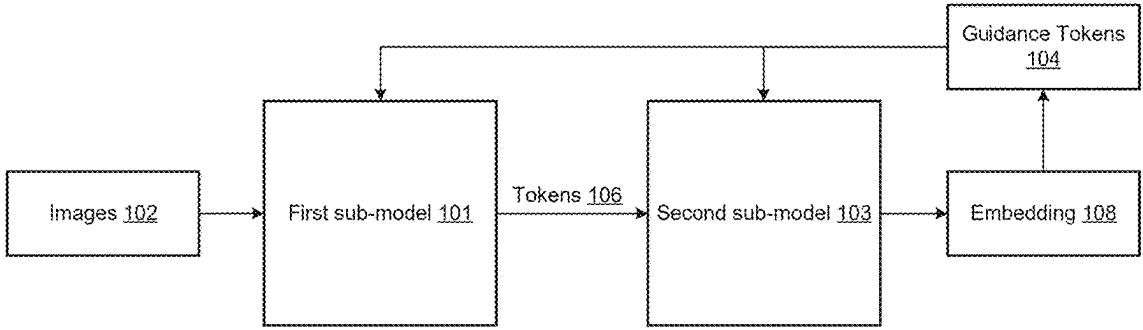 Guidance Tokens
104
Images 102
First sub-model 101
Tokens 106
Second sub-model 103
Embedding 108